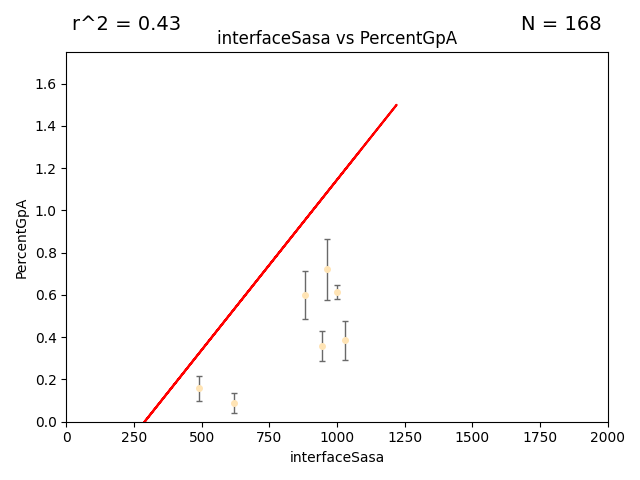 r^2 = 0.43
N = 168
interfaceSasa vs PercentGpA
PercentGpA
1.6
1.4
1.2
1.0
0.8
0.6
0.4
0.2
0.0
0 250 500 750 1000 1250 1500 1750 2000
interfaceSasa